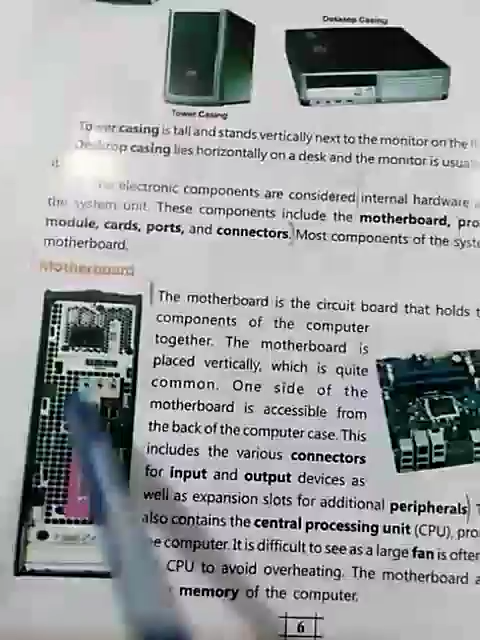 Desktop Casing
Tower Casing
Tower casing is tall and stands vertically next to the monitor on the
Desktop casing lies horizontally on a desk and the monitor is
it
electronic components are considered internal hardware
the system unit. These components include the motherboard,
module, cards, ports, and connectors. Most components of the
motherboard.
Motherboard
The motherboard is the circuit board that holds
components of the computer
together. The motherboard is
placed vertically, which is quite
common. One side of the
motherboard is accessible from
the back of the computer case. This
includes the various connectors
for input and output devices as
well as expansion slots for additional peripherals
also contains the central processing unit (CPU),
computer. It is difficult to see as a large fan is often
CPU to avoid overheating. The motherboard
memory of the computer.
6